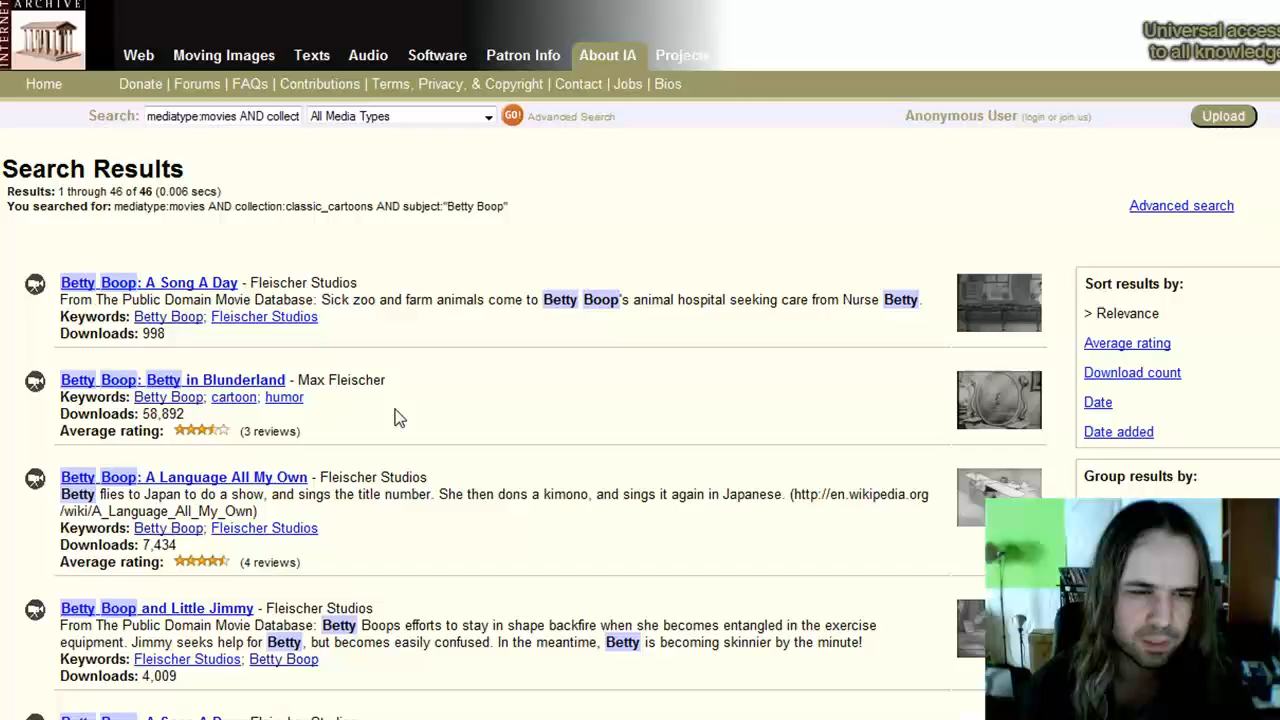 INTERNET
ARCHIVE
Universal access
to all knowledge
Web Moving Images Texts Audio Software Patron Info About IA Projects
Home Donate | Forums | FAQs | Contributions | Terms, Privacy, & Copyright | Contact | Jobs | Bios
Search: mediatype:movies AND collect All Media Types GO! Advanced Search Anonymous User (login or join us) Upload
Search Results
Results: 1 through 46 of 46 (0.006 secs)
You searched for: mediatype:movies AND collection:classic_cartoons AND subject:"Betty Boop"
Advanced search
Betty Boop: A Song A Day - Fleischer Studios
From The Public Domain Movie Database: Sick zoo and farm animals come to Betty Boop's animal hospital seeking care from Nurse Betty.
Keywords: Betty Boop; Fleischer Studios
Downloads: 998
Betty Boop: Betty in Blunderland - Max Fleischer
Keywords: Betty Boop; cartoon; humor
Downloads: 58,892
Average rating: (3 reviews)
Betty Boop: A Language All My Own - Fleischer Studios
Betty flies to Japan to do a show, and sings the title number. She then dons a kimono, and sings it again in Japanese. (http://en.wikipedia.org
/wiki/A_Language_All_My_Own)
Keywords: Betty Boop; Fleischer Studios
Downloads: 7,434
Average rating: (4 reviews)
Betty Boop and Little Jimmy - Fleischer Studios
From The Public Domain Movie Database: Betty Boops efforts to stay in shape backfire when she becomes entangled in the exercise
equipment. Jimmy seeks help for Betty, but becomes easily confused. In the meantime, Betty is becoming skinnier by the minute!
Keywords: Fleischer Studios; Betty Boop
Downloads: 4,009
Betty Boop: A Song A Day - Fleischer Studios
Sort results by:
> Relevance
Average rating
Download count
Date
Date added
Group results by: